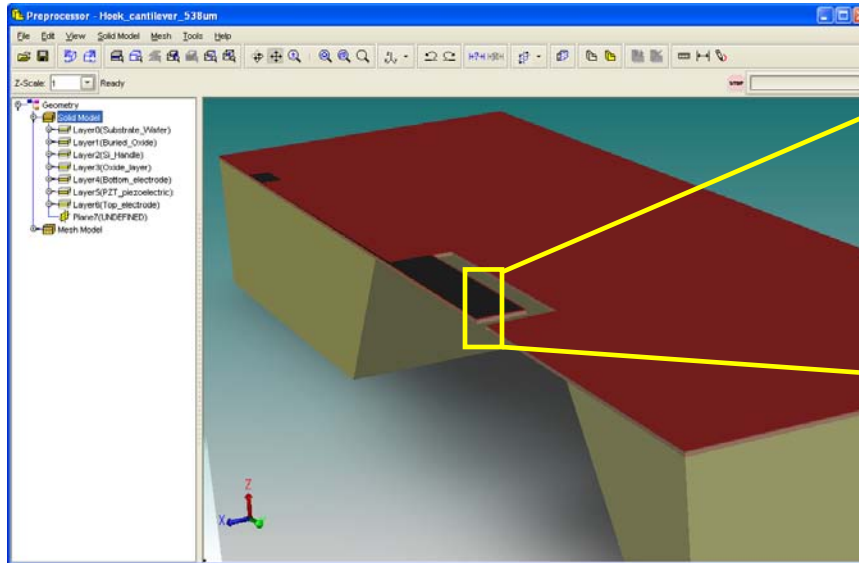 Preprocessor - Hoek_cantilever_538um
File Edit View Solid Model Mesh Tools Help
Z-Scale: 1 Ready
STOP
Geometry
Solid Model
Layer0(Substrate_Wafer)
Layer1(Buried_Oxide)
Layer2(Si_Handle)
Layer3(Oxide_layer)
Layer4(Bottom_electrode)
Layer5(PZT_piezoelectric)
Layer6(Top_electrode)
Plane7(UNDEFINED)
Mesh Model
Z
X